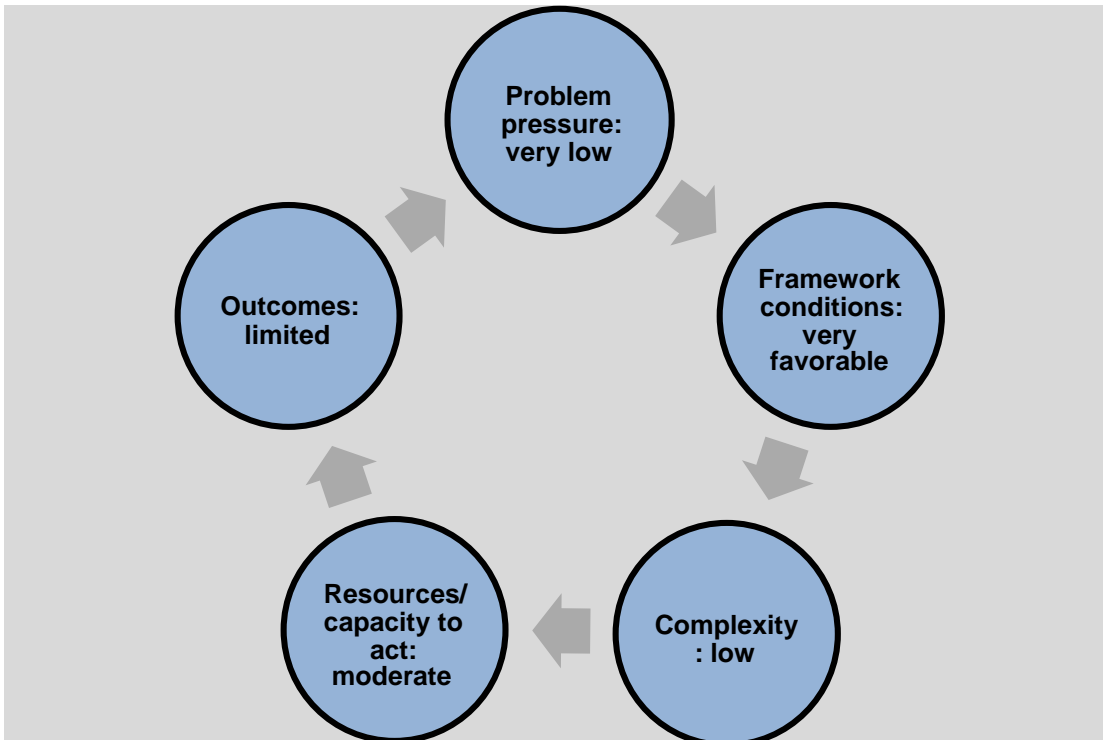 Problem
pressure:
very low
Framework
conditions:
very
favorable
Complexity
: low
Resources/
capacity to
act:
moderate
Outcomes:
limited